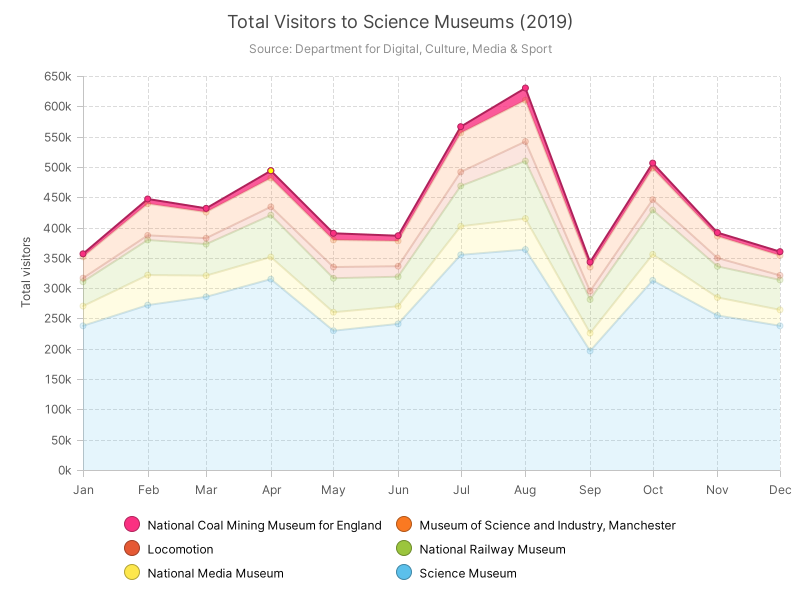 Total Visitors to Science Museums (2019)
Source: Department for Digital, Culture, Media & Sport
650k
600k
550k
500k
450k
400k
350k
300k
250k
200k
150k
100k
50k
0k
Total visitors
Jan Feb Mar Apr May Jun Jul Aug Sep Oct Nov Dec
National Coal Mining Museum for England
Museum of Science and Industry, Manchester
Locomotion
National Railway Museum
National Media Museum
Science Museum